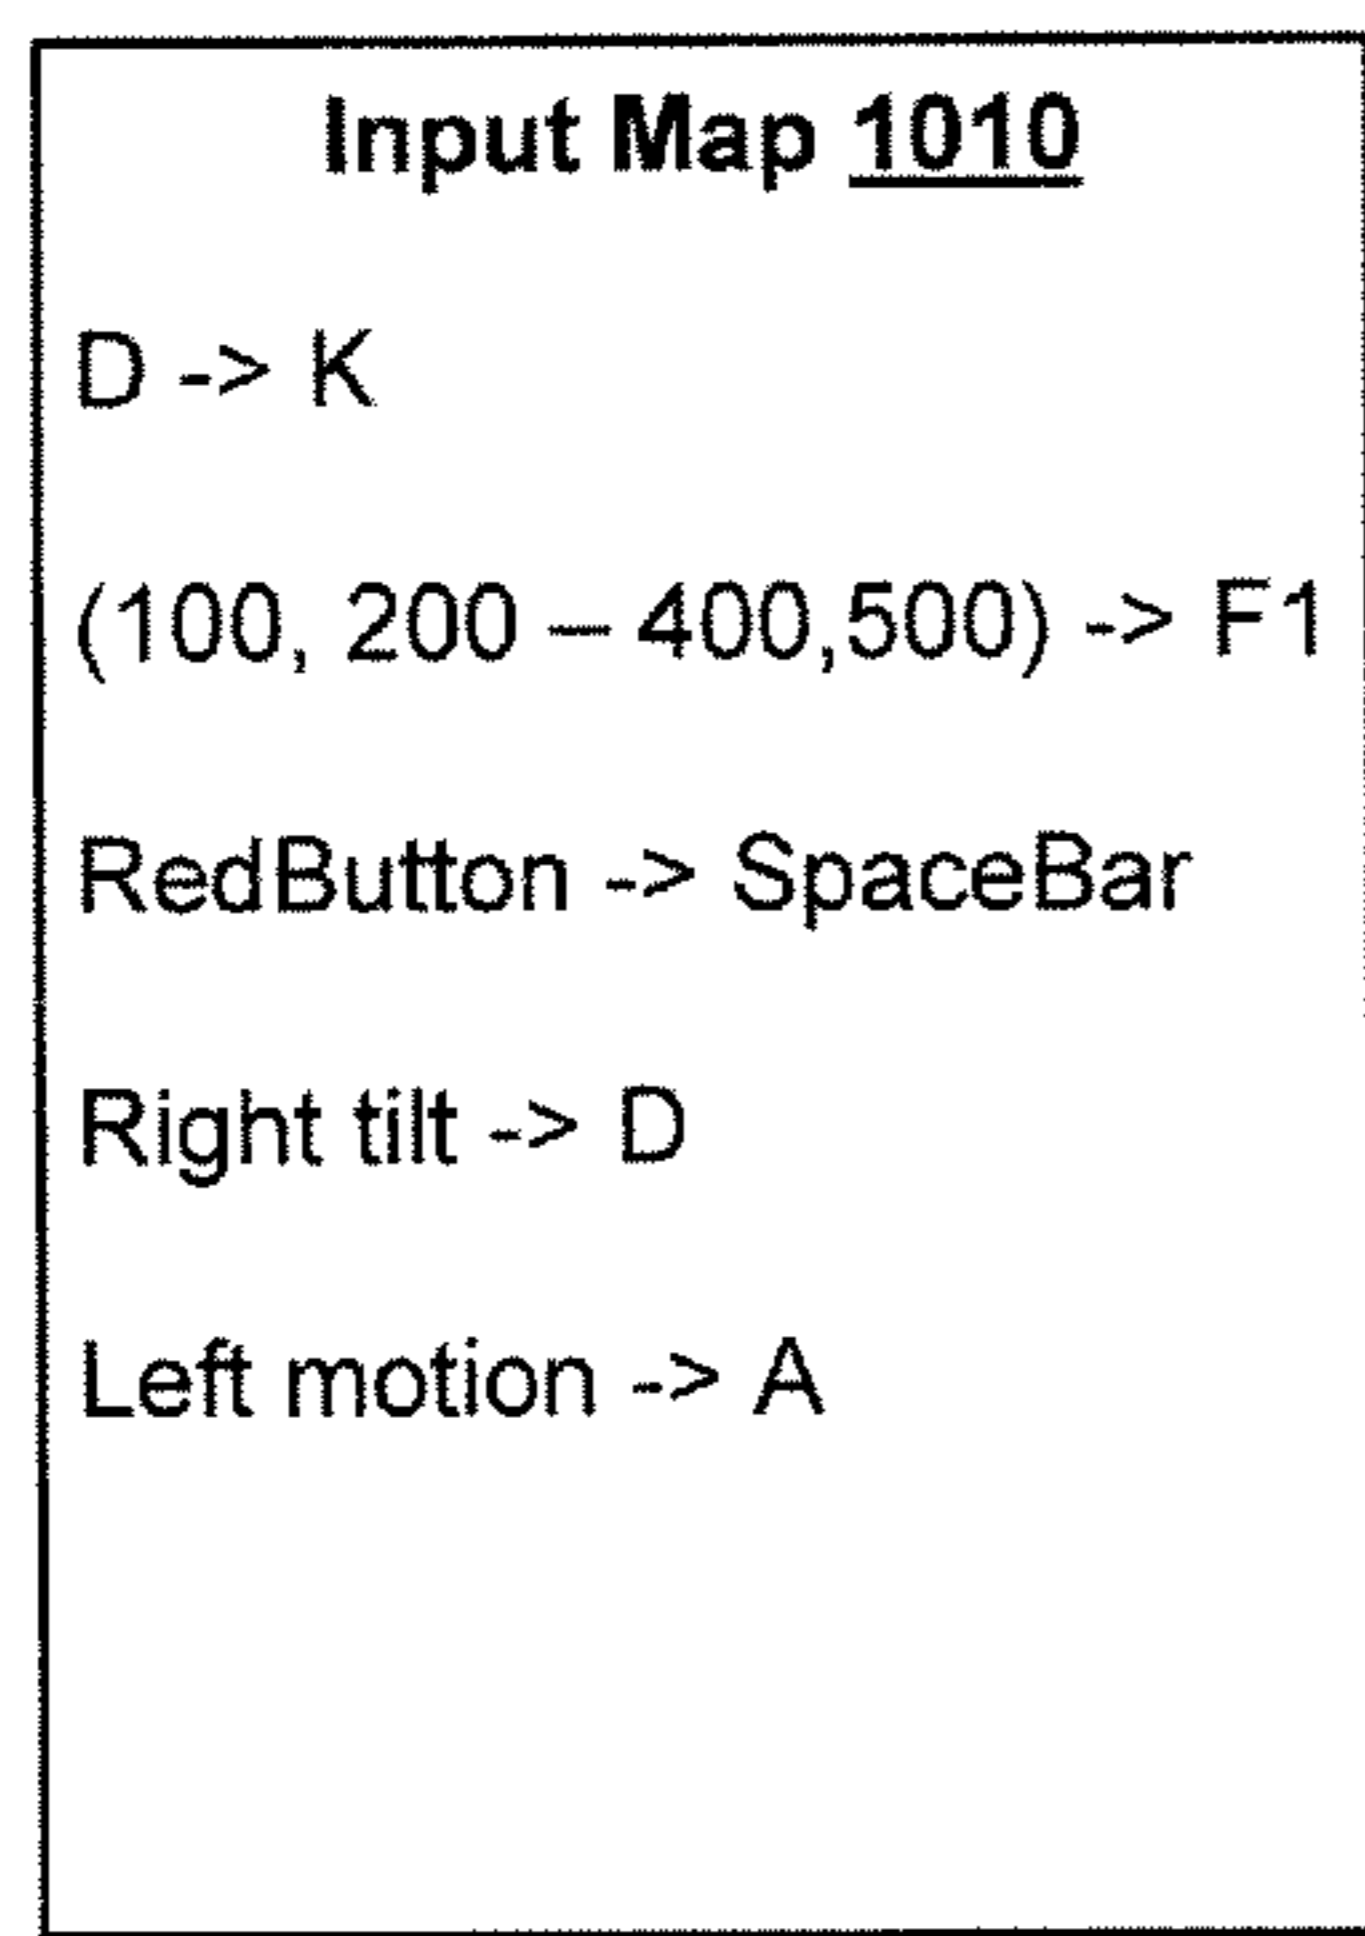 Input Map 1010
D -> K
(100, 200 – 400,500) -> F1
RedButton -> SpaceBar
Right tilt -> D
Left motion -> A